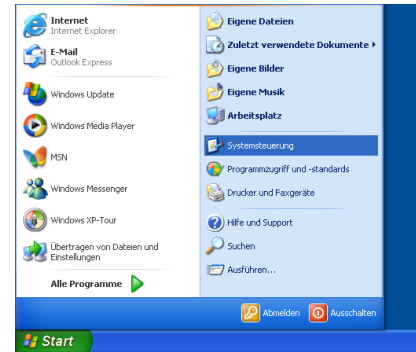 Internet
Internet Explorer
E-Mail
Outlook Express
Windows Update
Windows Media Player
MSN
Windows Messenger
Windows XP-Tour
Übertragen von Dateien und
Einstellungen
Alle Programme
Eigene Dateien
Zuletzt verwendete Dokumente
Eigene Bilder
Eigene Musik
Arbeitsplatz
Systemsteuerung
Programmzugriff und -standards
Drucker und Faxgeräte
Hilfe und Support
Suchen
Ausführen...
Abmelden
Ausschalten
Start